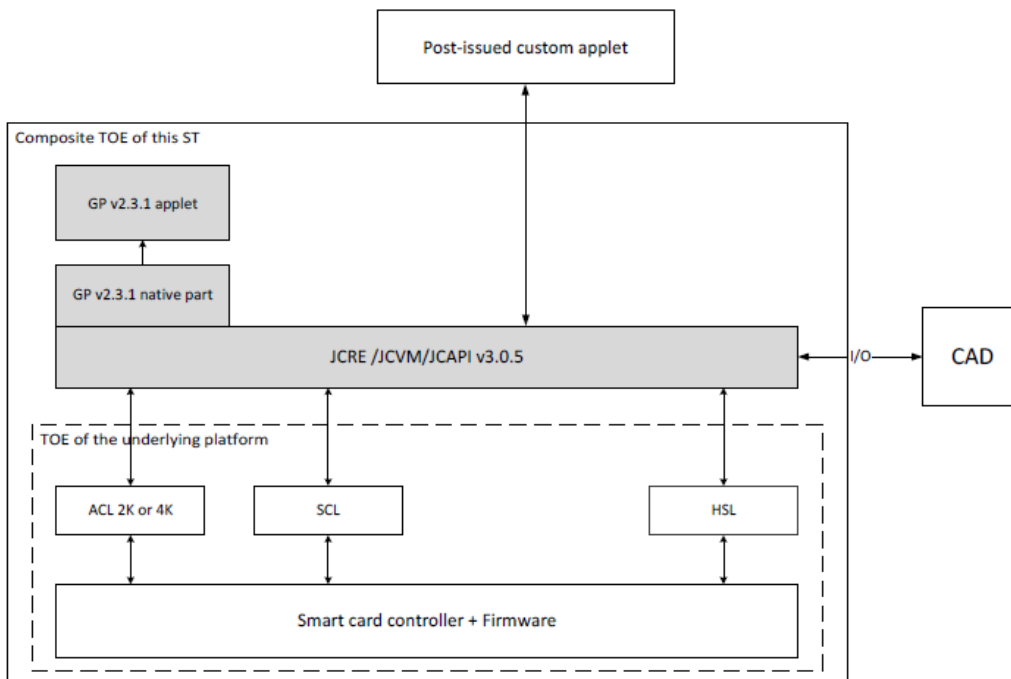 Post-issued custom applet
Composite TOE of this ST
GP v2.3.1 applet
GP v2.3.1 native part
JCRE /JCVM/JCAPI v3.0.5
I/O
CAD
TOE of the underlying platform
ACL 2K or 4K
SCL
HSL
Smart card controller + Firmware